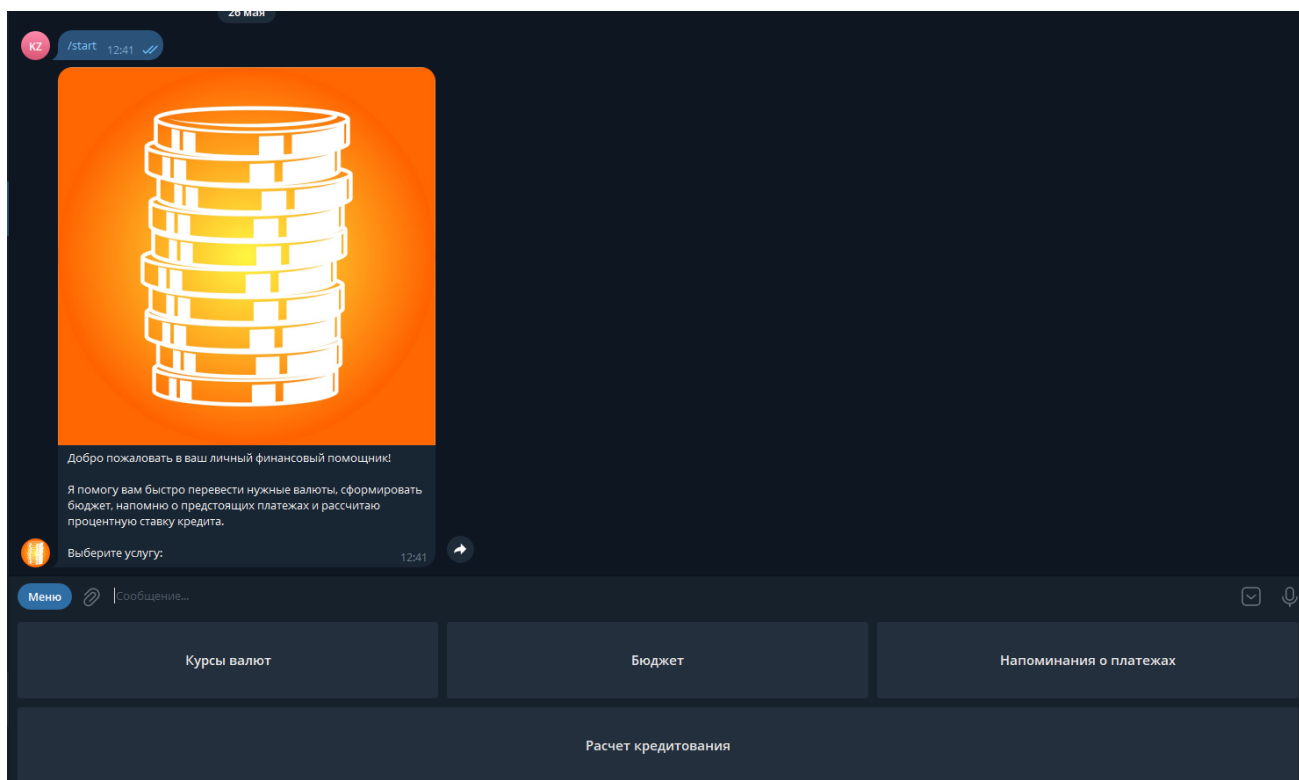 26 мая
KZ
/start 12:41
Добро пожаловать в ваш личный финансовый помощник!
Я помогу вам быстро перевести нужные валюты, сформировать
бюджет, напомню о предстоящих платежах и рассчитаю
процентную ставку кредита.
Выберите услугу:
12:41
Меню
Сообщение...
Курсы валют
Бюджет
Напоминания о платежах
Расчет кредитования